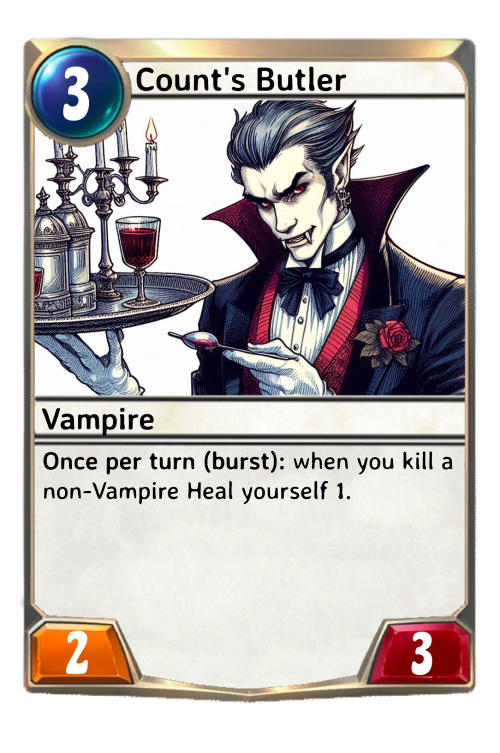 3
Count's Butler
Vampire
Once per turn (burst): when you kill a
non-Vampire Heal yourself 1.
2
3